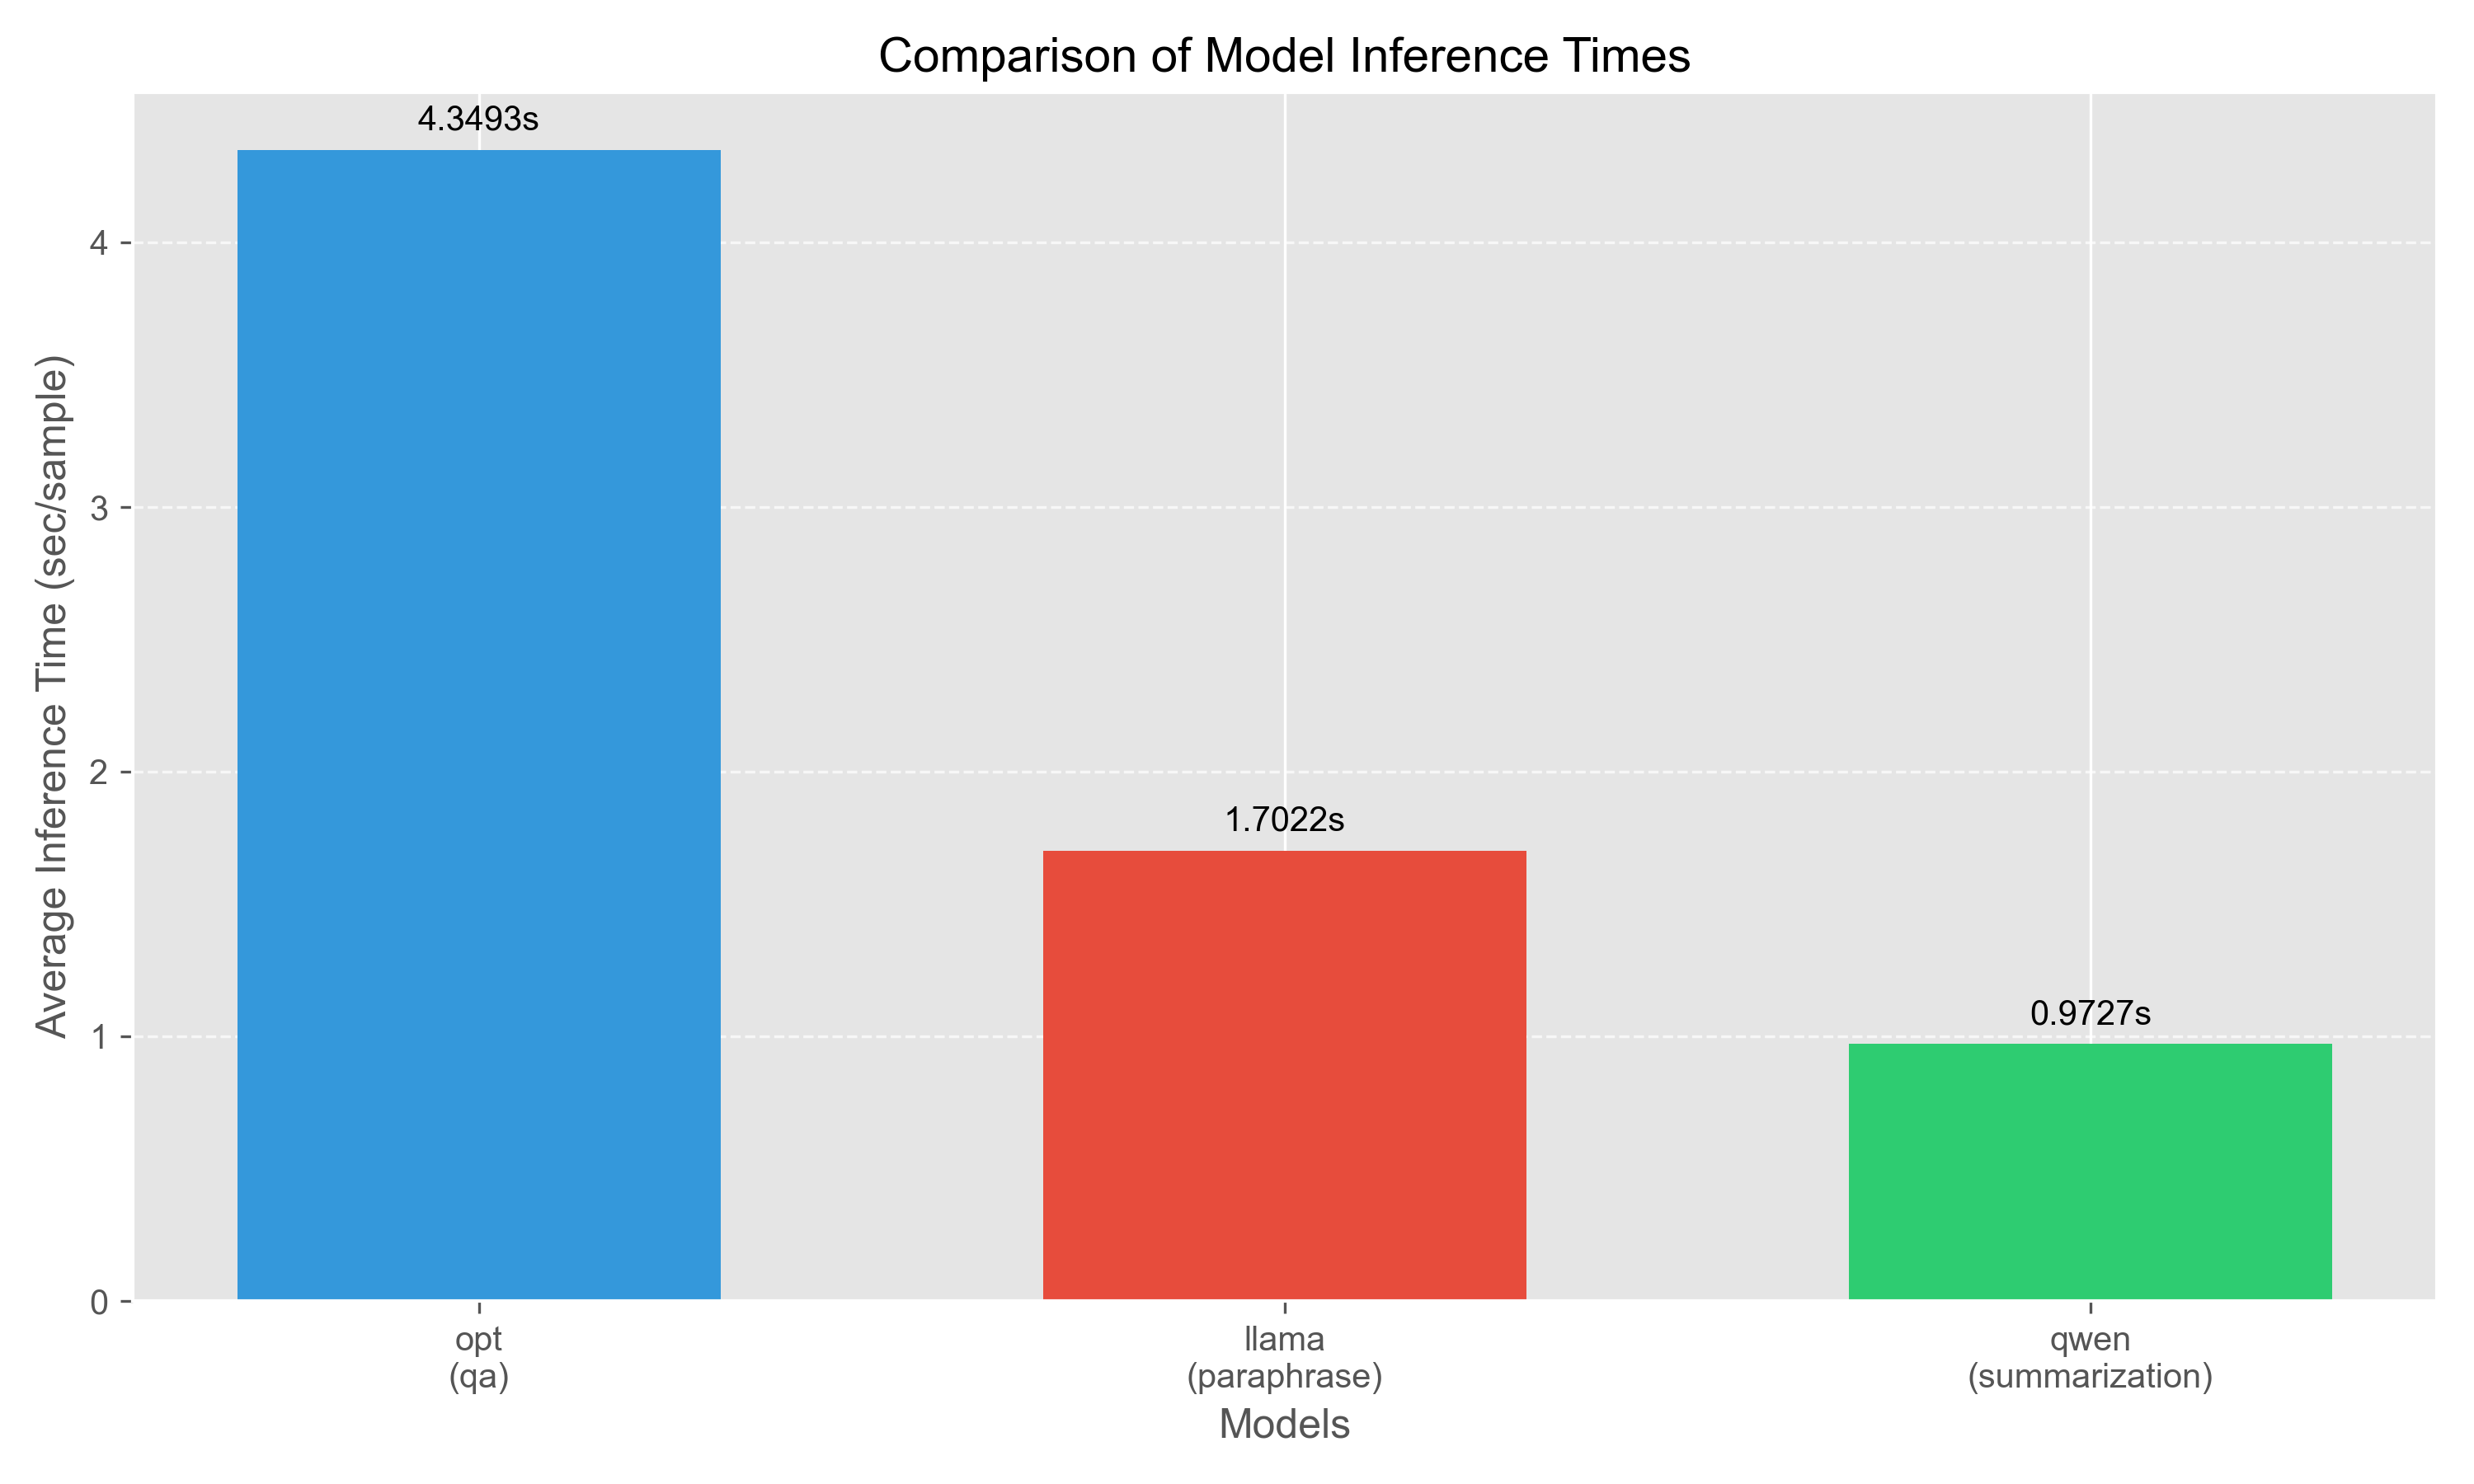 Comparison of Model Inference Times
4.3493s
1.7022s
0.9727s
Average Inference Time (sec/sample)
4
3
2
1
0
opt
(qa)
llama
(paraphrase)
qwen
(summarization)
Models